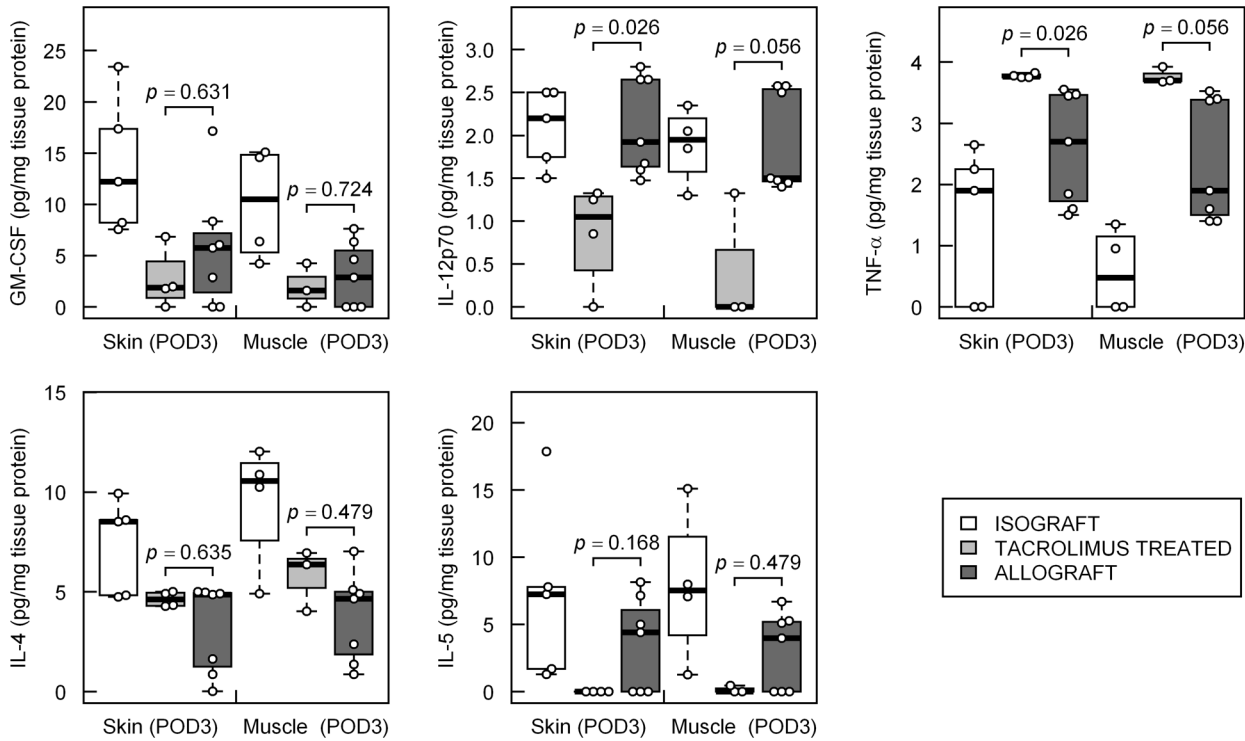 GM-CSF (pg/mg tissue protein)
25
20
15
10
5
0
p = 0.631
p = 0.724
Skin (POD3)
Muscle (POD3)
IL-12p70 (pg/mg tissue protein)
3.0
2.5
2.0
1.5
1.0
0.5
0.0
p = 0.026
p = 0.056
Skin (POD3)
Muscle (POD3)
TNF-α (pg/mg tissue protein)
4
3
2
1
0
p = 0.026
p = 0.056
Skin (POD3)
Muscle (POD3)
IL-4 (pg/mg tissue protein)
15
10
5
0
p = 0.635
p = 0.479
Skin (POD3)
Muscle (POD3)
IL-5 (pg/mg tissue protein)
20
15
10
5
0
p = 0.168
p = 0.479
Skin (POD3)
Muscle (POD3)
ISOGRAFT
TACROLIMUS TREATED
ALLOGRAFT